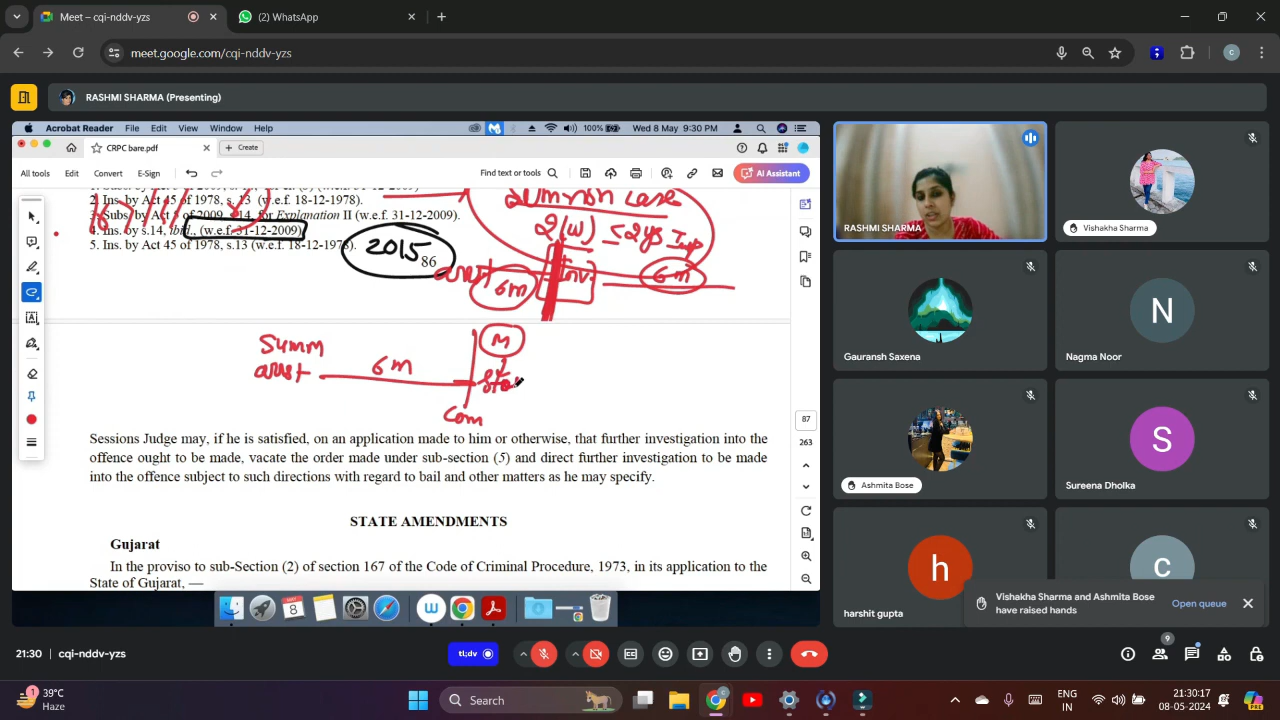 Meet – cqi-nddv-yzs
(2) WhatsApp
meet.google.com/cqi-nddv-yzs
RASHMI SHARMA (Presenting)
Acrobat Reader File Edit View Window Help
100% Wed 8 May 9:30 PM
CRPC bare.pdf
Create
All tools Edit Convert E-Sign
Find text or tools
AI Assistant
2. Ins. by Act 45 of 1978, s. 13 (w.e.f. 18-12-1978).
3. Subs. by Act 5 of 2009, s. 14, for Explanation II (w.e.f. 31-12-2009).
4. Ins. by s.14, ibid., (w.e.f. 31-12-2009).
5. Ins. by Act 45 of 1978, s.13 (w.e.f. 18-12-1978).
86
Summon case
2(w) ≤2ys Imp
2015
arrest 6m Inv. 6m
Summ
arrest 6m
M
Stop
Com
Sessions Judge may, if he is satisfied, on an application made to him or otherwise, that further investigation into the
offence ought to be made, vacate the order made under sub-section (5) and direct further investigation to be made
into the offence subject to such directions with regard to bail and other matters as he may specify.
STATE AMENDMENTS
Gujarat
In the proviso to sub-Section (2) of section 167 of the Code of Criminal Procedure, 1973, in its application to the
State of Gujarat, —
87
263
RASHMI SHARMA
Vishakha Sharma
Gauransh Saxena
N
Nagma Noor
Ashmita Bose
S
Sureena Dholka
h
harshit gupta
c
Vishakha Sharma and Ashmita Bose
have raised hands
Open queue
21:30 cqi-nddv-yzs
tl;dv
9
1
39°C
Haze
Search
ENG
IN
21:30:17
08-05-2024